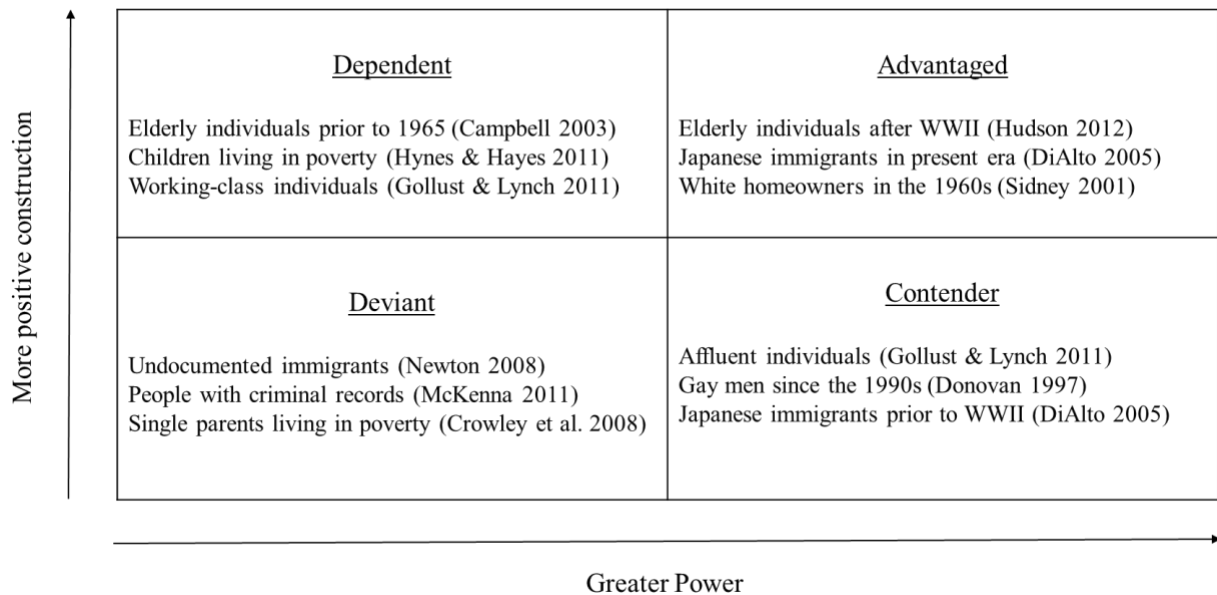 More positive construction
Dependent
Elderly individuals prior to 1965 (Campbell 2003)
Children living in poverty (Hynes & Hayes 2011)
Working-class individuals (Gollust & Lynch 2011)
Advantaged
Elderly individuals after WWII (Hudson 2012)
Japanese immigrants in present era (DiAlto 2005)
White homeowners in the 1960s (Sidney 2001)
Deviant
Undocumented immigrants (Newton 2008)
People with criminal records (McKenna 2011)
Single parents living in poverty (Crowley et al. 2008)
Contender
Affluent individuals (Gollust & Lynch 2011)
Gay men since the 1990s (Donovan 1997)
Japanese immigrants prior to WWII (DiAlto 2005)
Greater Power